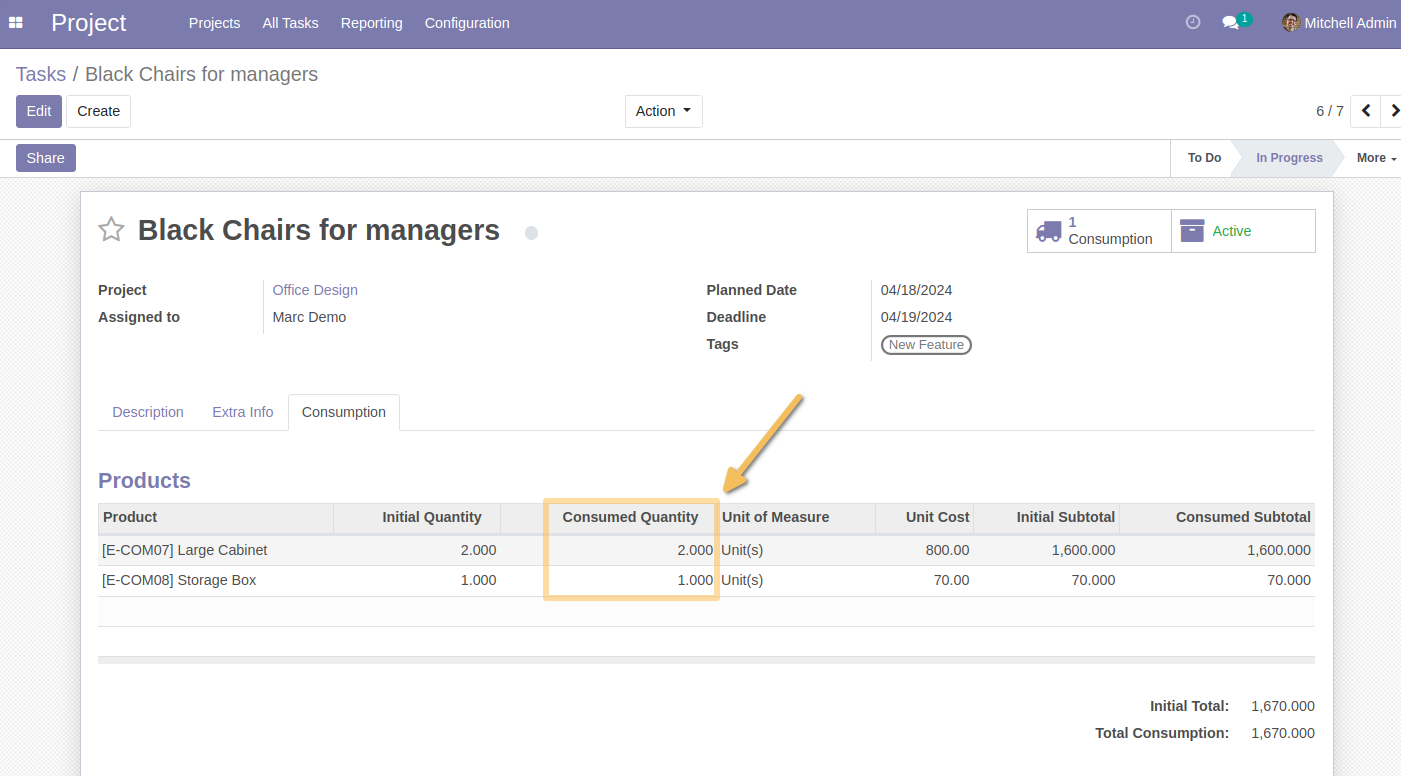 Project Projects All Tasks Reporting Configuration 1 Mitchell Admin
Tasks / Black Chairs for managers
Edit Create Action 6 / 7
Share To Do In Progress More
Black Chairs for managers 1 Consumption Active
Project Office Design Planned Date 04/18/2024
Assigned to Marc Demo Deadline 04/19/2024
Tags New Feature
Description Extra Info Consumption
Products
Product Initial Quantity Consumed Quantity Unit of Measure Unit Cost Initial Subtotal Consumed Subtotal
[E-COM07] Large Cabinet 2.000 2.000 Unit(s) 800.00 1,600.000 1,600.000
[E-COM08] Storage Box 1.000 1.000 Unit(s) 70.00 70.000 70.000
Initial Total: 1,670.000
Total Consumption: 1,670.000